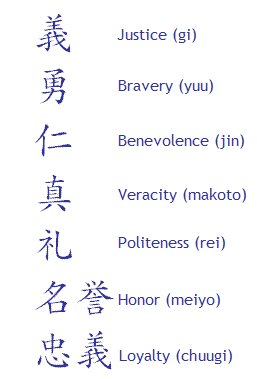 義 Justice (gi)
勇 Bravery (yuu)
仁 Benevolence (jin)
真 Veracity (makoto)
礼 Politeness (rei)
名誉 Honor (meiyo)
忠義 Loyalty (chuugi)